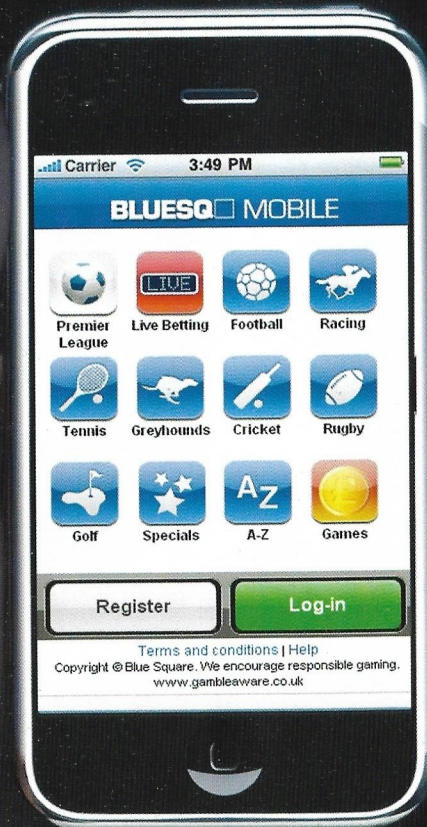 Carrier 3:49 PM
BLUESQ□ MOBILE
LIVE
Premier League Live Betting Football Racing
Tennis Greyhounds Cricket Rugby
AZ
Golf Specials A-Z Games
Register Log-in
Terms and conditions | Help
Copyright © Blue Square. We encourage responsible gaming.
www.gambleaware.co.uk